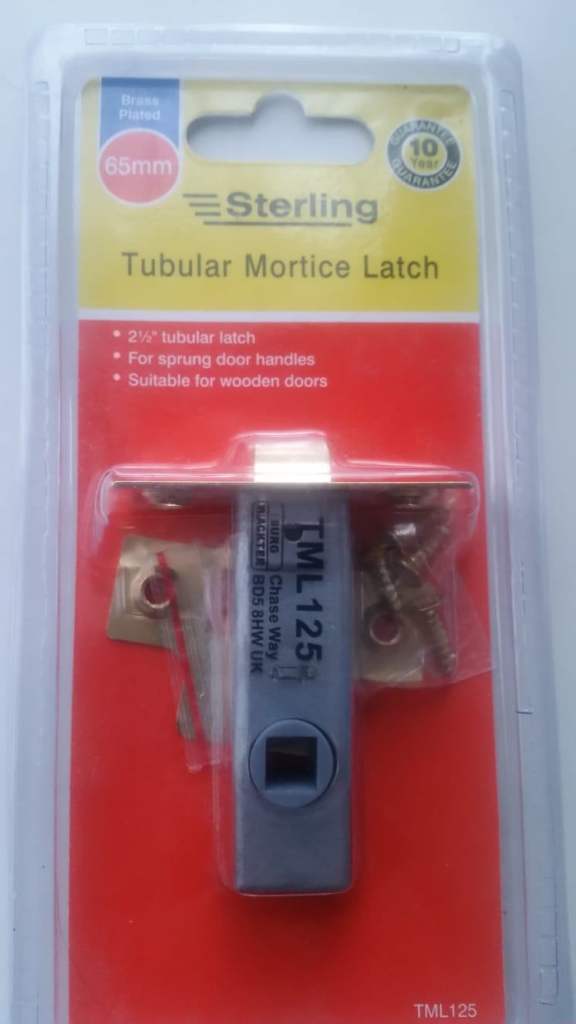 Brass
Plated
65mm
GUARANTEE
10
Year
GUARANTEE
Sterling
Tubular Mortice Latch
• 2½" tubular latch
• For sprung door handles
• Suitable for wooden doors
TML125
BURG
Chase Way
BD5 8HW UK
TML125